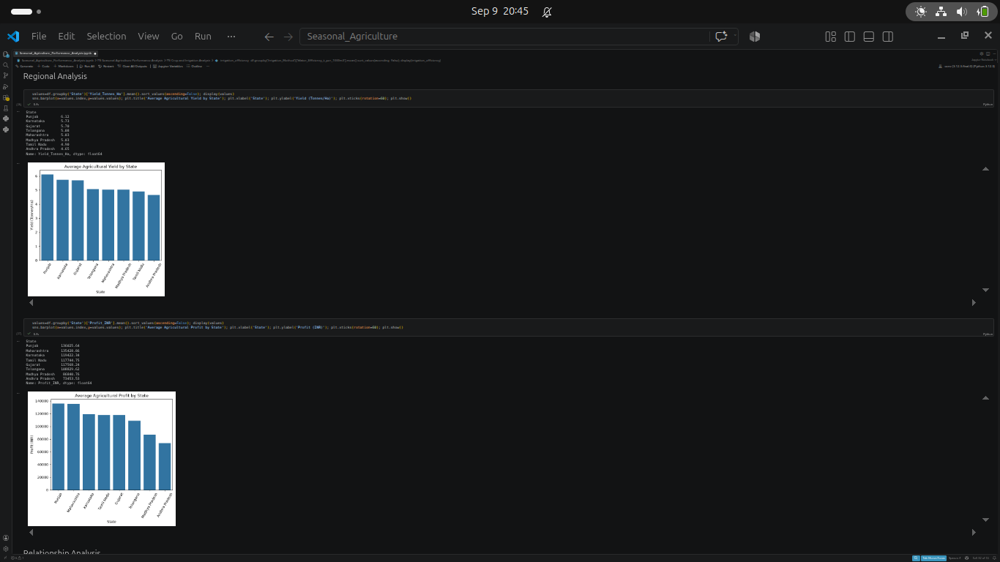 Sep 9 20:45
File Edit Selection View Go Run ···
Seasonal_Agriculture
Seasonal_Agriculture_Performance_Analysis.ipynb
Generate + Code + Markdown Run All Restart Clear All Outputs Jupyter Variables Outline ···
Regional Analysis
values=df.groupby('State')['Yield_Tonnes_Ha'].mean().sort_values(ascending=False); display(values)
sns.barplot(x=values.index,y=values.values); plt.title('Average Agricultural Yield by State'); plt.xlabel('State'); plt.ylabel('Yield (Tonnes/Ha)'); plt.xticks(rotation=60); plt.show()
Python
State
Punjab 6.12
Karnataka 5.73
Gujarat 5.70
Telangana 5.08
Maharashtra 5.03
Madhya Pradesh 5.03
Tamil Nadu 4.90
Andhra Pradesh 4.65
Name: Yield_Tonnes_Ha, dtype: float64
Average Agricultural Yield by State
Yield (Tonnes/Ha)
6
5
4
3
2
1
0
Punjab
Karnataka
Gujarat
Telangana
Maharashtra
Madhya Pradesh
Tamil Nadu
Andhra Pradesh
State
values=df.groupby('State')['Profit_INR'].mean().sort_values(ascending=False); display(values)
sns.barplot(x=values.index,y=values.values); plt.title('Average Agricultural Profit by State'); plt.xlabel('State'); plt.ylabel('Profit (INR)'); plt.xticks(rotation=60); plt.show()
Python
State
Punjab 136025.64
Maharashtra 135428.86
Karnataka 119422.34
Tamil Nadu 117744.75
Gujarat 117568.24
Telangana 108829.62
Madhya Pradesh 86840.76
Andhra Pradesh 73453.53
Name: Profit_INR, dtype: float64
Average Agricultural Profit by State
Profit (INR)
140000
120000
100000
80000
60000
40000
20000
0
Punjab
Maharashtra
Karnataka
Tamil Nadu
Gujarat
Telangana
Madhya Pradesh
Andhra Pradesh
State
Relationship Analysis